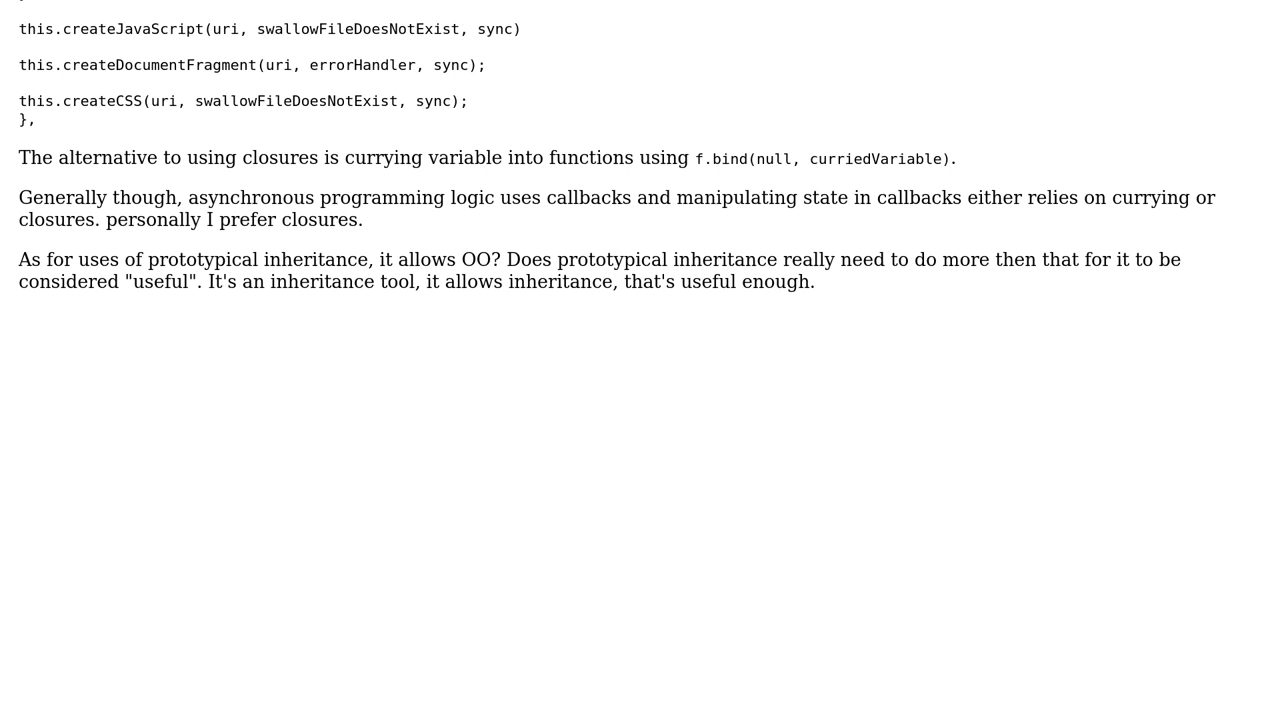 this.createJavaScript(uri, swallowFileDoesNotExist, sync)
this.createDocumentFragment(uri, errorHandler, sync);
this.createCSS(uri, swallowFileDoesNotExist, sync);
},
The alternative to using closures is currying variable into functions using f.bind(null, curriedVariable).
Generally though, asynchronous programming logic uses callbacks and manipulating state in callbacks either relies on currying or
closures. personally I prefer closures.
As for uses of prototypical inheritance, it allows OO? Does prototypical inheritance really need to do more then that for it to be
considered "useful". It's an inheritance tool, it allows inheritance, that's useful enough.